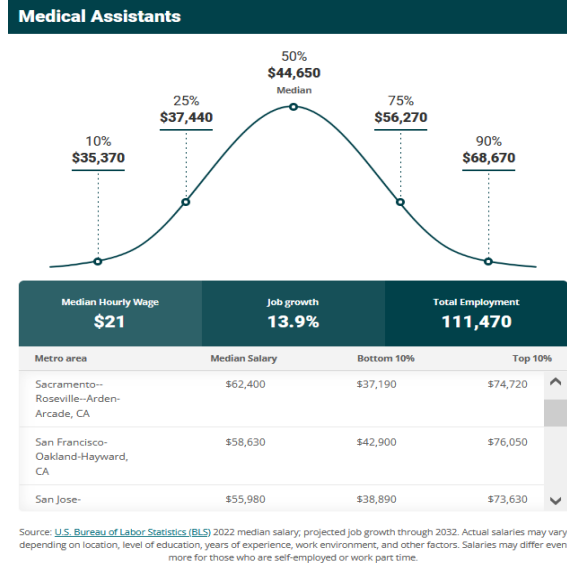 Medical Assistants
50%
$44,650
Median
25%
$37,440
75%
$56,270
10%
$35,370
90%
$68,670
Median Hourly Wage
$21
Job growth
13.9%
Total Employment
111,470
Metro area Median Salary Bottom 10% Top 10%
Sacramento-- $62,400 $37,190 $74,720
Roseville--Arden-
Arcade, CA
San Francisco- $58,630 $42,900 $76,050
Oakland-Hayward,
CA
San Jose- $55,980 $38,890 $73,630
Source: U.S. Bureau of Labor Statistics (BLS) 2022 median salary; projected job growth through 2032. Actual salaries may vary
depending on location, level of education, years of experience, work environment, and other factors. Salaries may differ even
more for those who are self-employed or work part time.